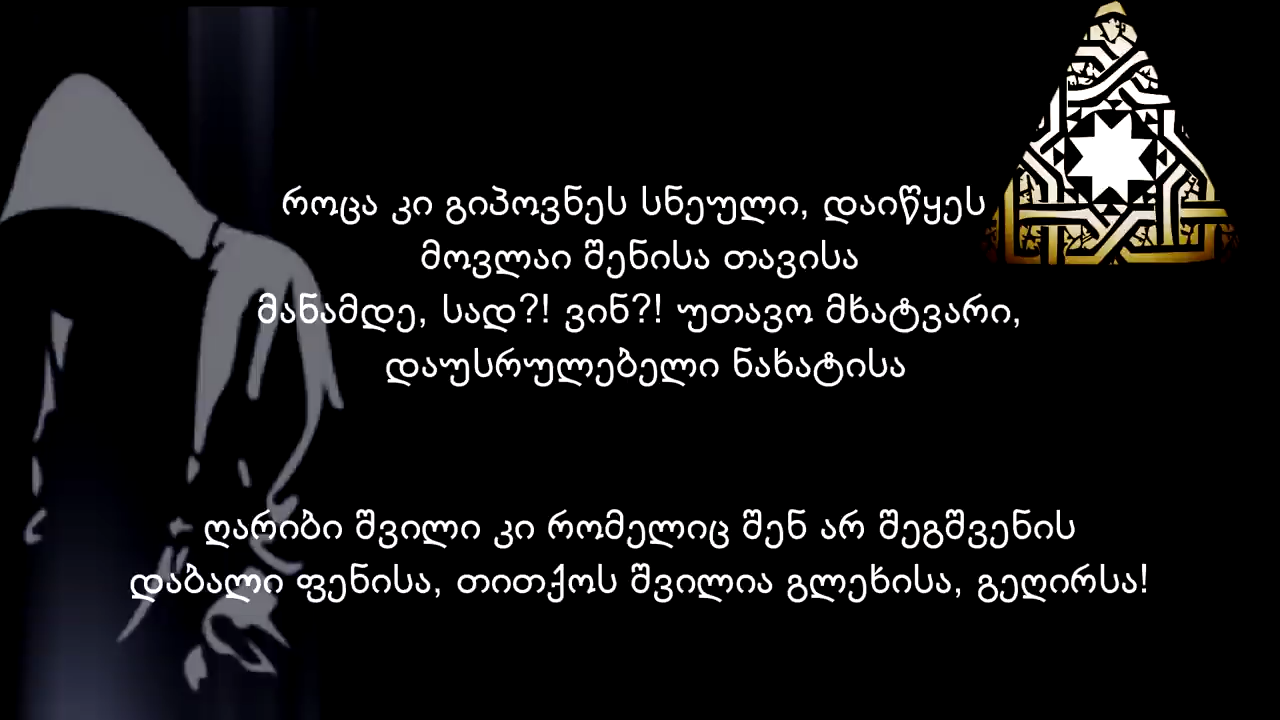 როცა კი გიპოვნეს სნეული, დაიწყეს
მოვლაი შენისა თავისა
მანამდე, სად?! ვინ?! უთავო მხატვარი,
დაუსრულებელი ნახატისა
ღარიბი შვილი კი რომელიც შენ არ შეგშვენის
დაბალი ფენისა, თითქოს შვილია გლეხისა, გეღირსა!